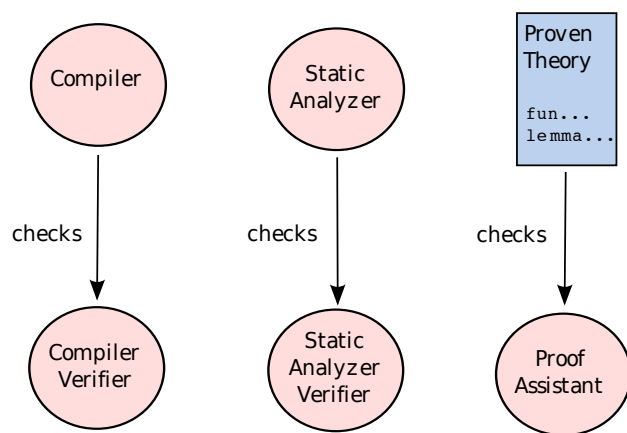 Compiler
Static
Analyzer
Proven
Theory
fun...
lemma...
checks
checks
checks
Compiler
Verifier
Static
Analyzer
Verifier
Proof
Assistant